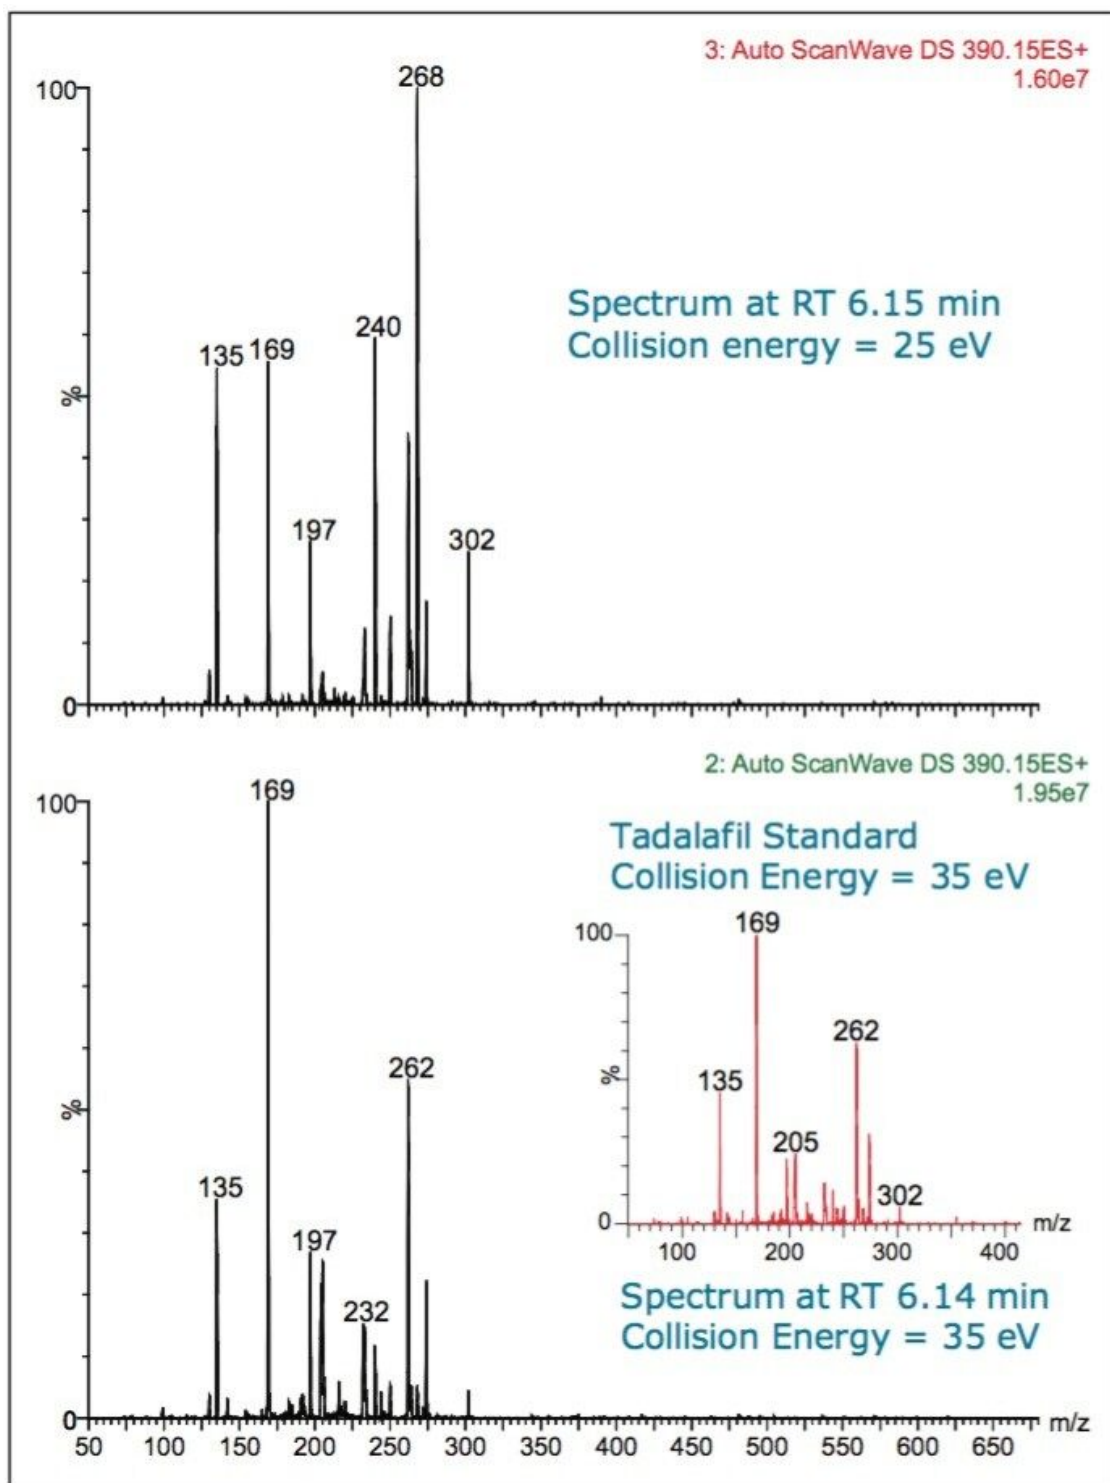 3: Auto ScanWave DS 390.15ES+
1.60e7
100
268
Spectrum at RT 6.15 min
Collision energy = 25 eV
240
135 169
%
197
302
0
2: Auto ScanWave DS 390.15ES+
1.95e7
100
169
Tadalafil Standard
Collision Energy = 35 eV
100
169
262
%
135
205
302
0
m/z
100 200 300 400
262
%
135
197
232
Spectrum at RT 6.14 min
Collision Energy = 35 eV
0
m/z
50 100 150 200 250 300 350 400 450 500 550 600 650